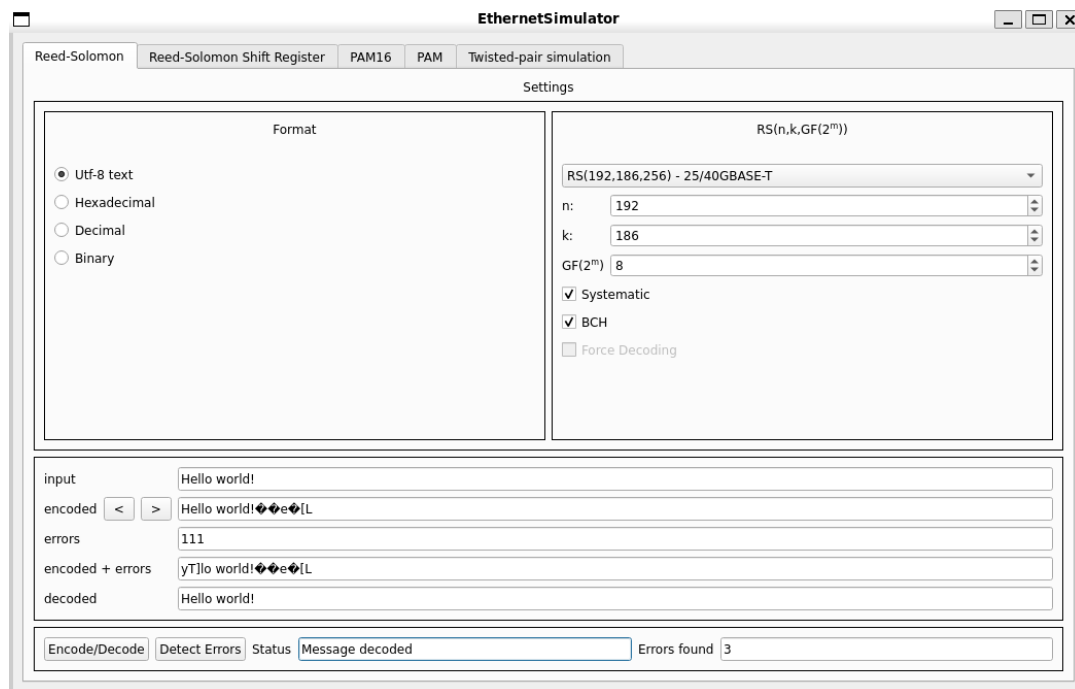 EthernetSimulator
Reed-Solomon Reed-Solomon Shift Register PAM16 PAM Twisted-pair simulation
Settings
Format
Utf-8 text
Hexadecimal
Decimal
Binary
RS(n,k,GF(2ᵐ))
RS(192,186,256) - 25/40GBASE-T
n: 192
k: 186
GF(2ᵐ) 8
Systematic
BCH
Force Decoding
input Hello world!
encoded < > Hello world!��e�[L
errors 111
encoded + errors yT]lo world!��e�[L
decoded Hello world!
Encode/Decode Detect Errors Status Message decoded Errors found 3